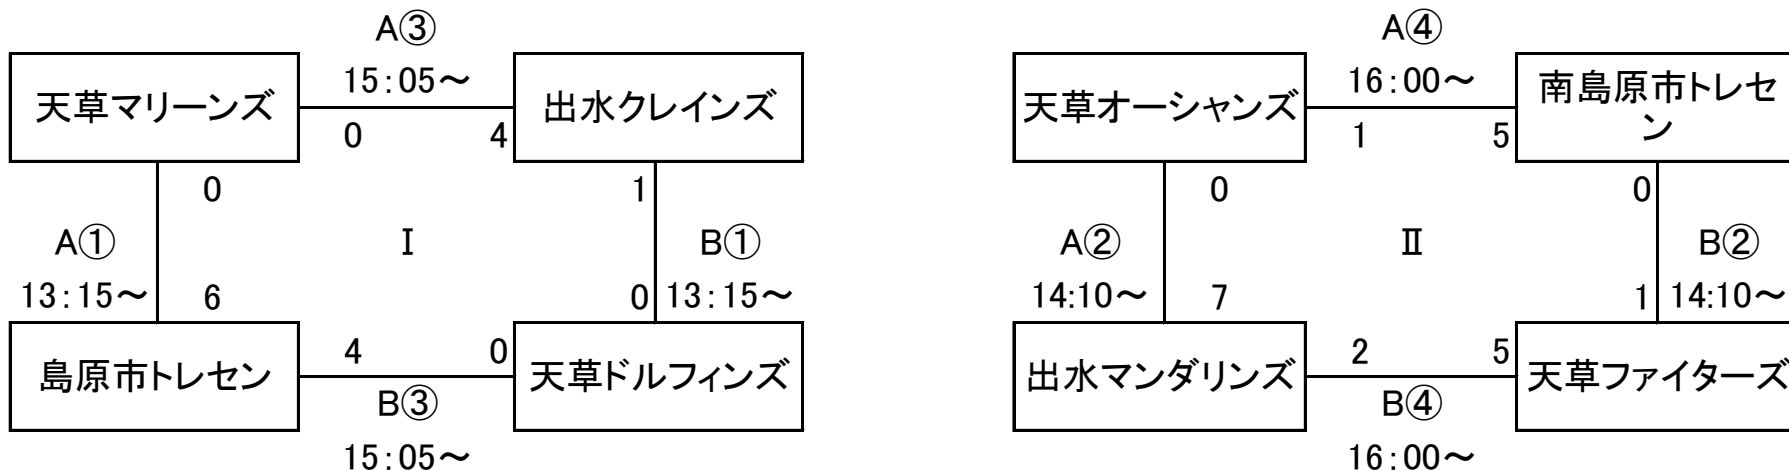 A③
A④
15:05～
16:00～
天草マリーンズ
出水クレインズ
天草オーシャンズ
南島原市トレセ
ン
0
4
1
5
0
1
0
0
A①
Ⅰ
B①
A②
Ⅱ
B②
13:15～
6
0
13:15～
14:10～
7
1
14:10～
4
0
2
5
島原市トレセン
天草ドルフィンズ
出水マンダリンズ
天草ファイターズ
B③
B④
15:05～
16:00～